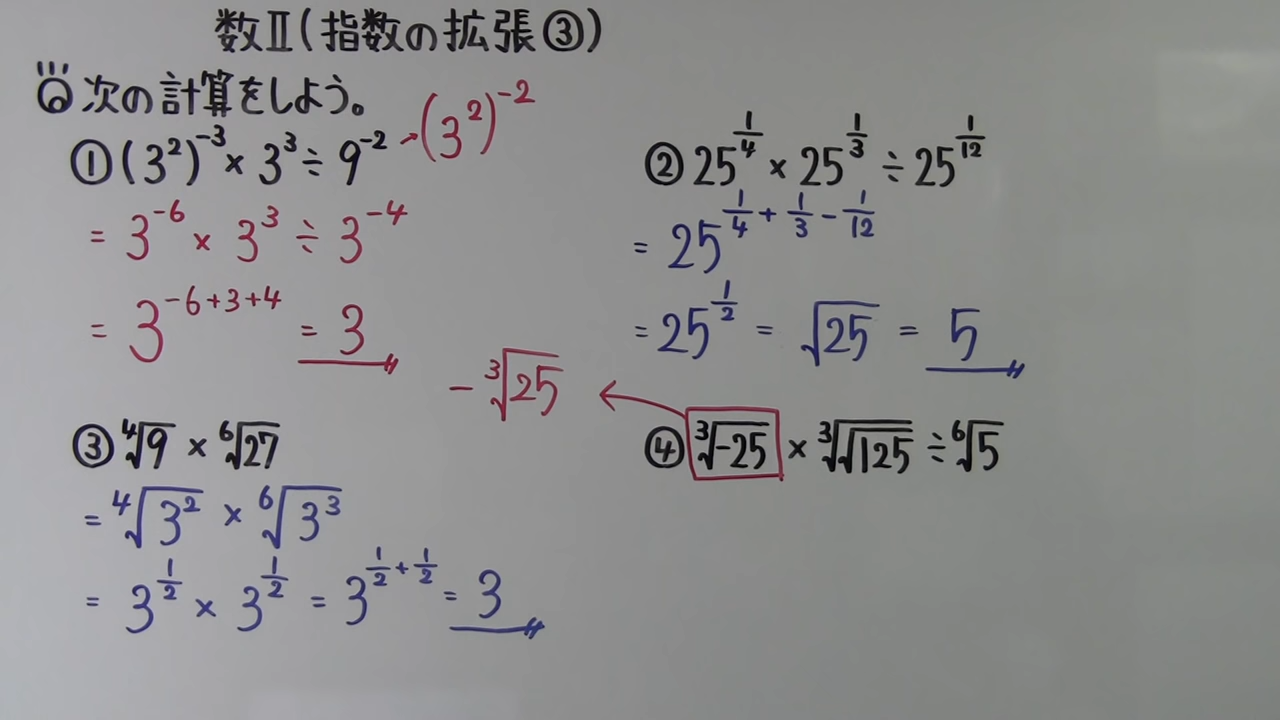 数Ⅱ(指数の拡張③)
次の計算をしよう。
①(3²)⁻³×3³÷9⁻² → (3²)⁻²
= 3⁻⁶ × 3³ ÷ 3⁻⁴
= 3^(-6+3+4) = 3
②25^(1/4) × 25^(1/3) ÷ 25^(1/12)
= 25^(1/4 + 1/3 - 1/12)
= 25^(1/2) = √25 = 5
③⁴√9 × ⁶√27
= ⁴√(3²) × ⁶√(3³)
= 3^(1/2) × 3^(1/2) = 3^(1/2 + 1/2) = 3
-³√25 ←
④³√(-25) × ³√(√125) ÷ ⁶√5